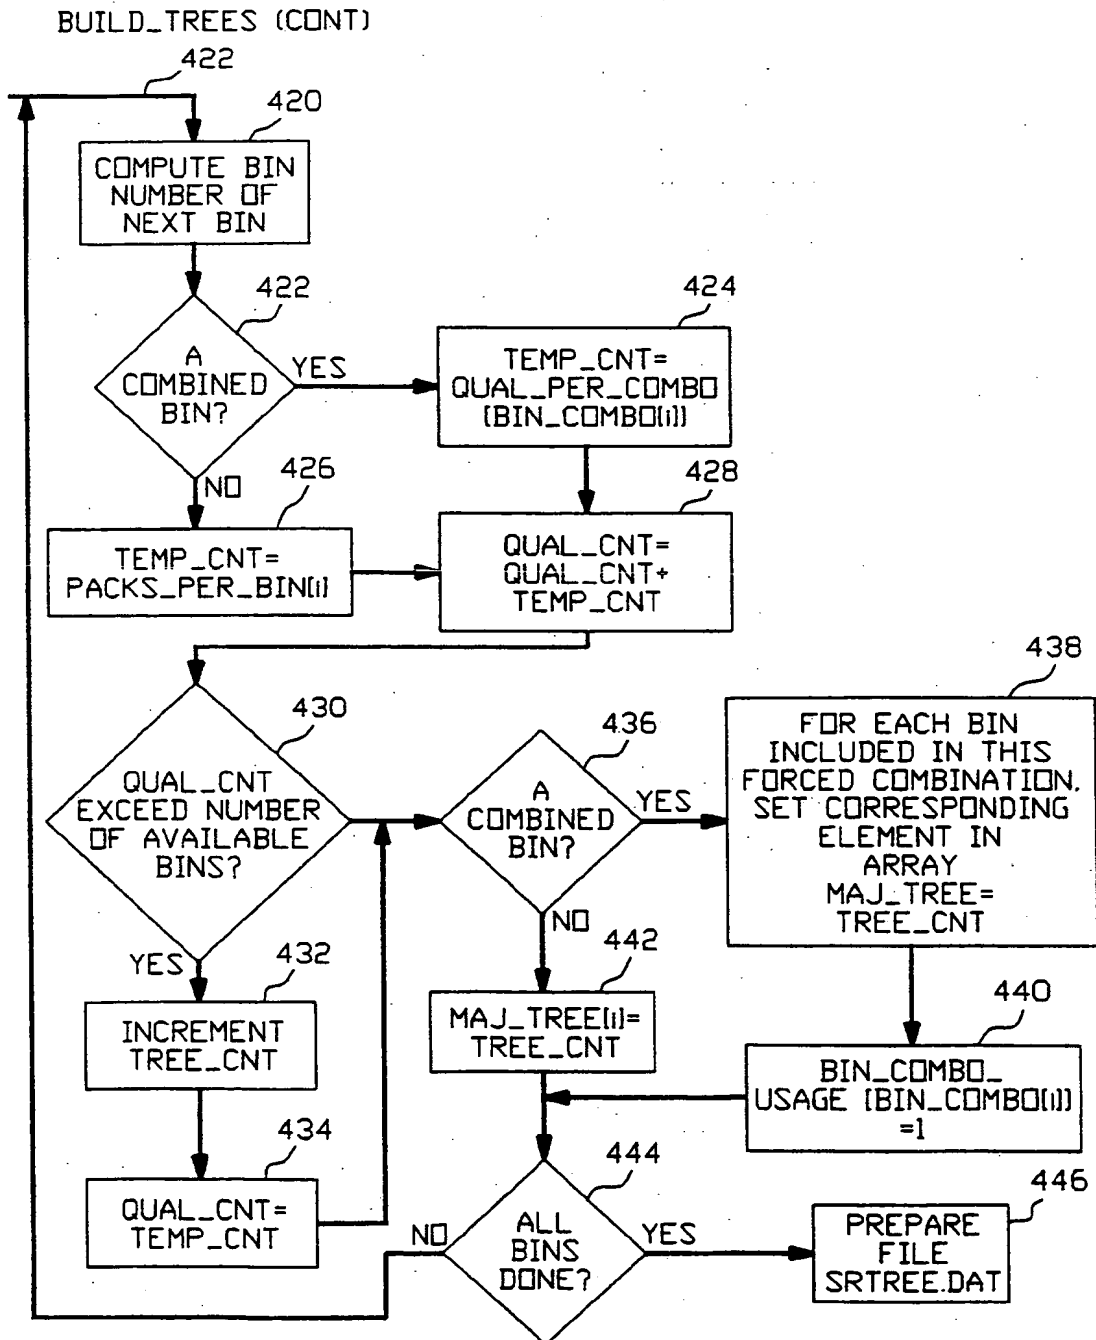 BUILD_TREES (CONT)
422
420
COMPUTE BIN
NUMBER OF
NEXT BIN
422
A
COMBINED
BIN?
YES
NO
424
TEMP_CNT=
QUAL_PER_COMBO
[BIN_COMBO[i]]
426
TEMP_CNT=
PACKS_PER_BIN[i]
428
QUAL_CNT=
QUAL_CNT+
TEMP_CNT
430
QUAL_CNT
EXCEED NUMBER
OF AVAILABLE
BINS?
YES
432
INCREMENT
TREE_CNT
434
QUAL_CNT=
TEMP_CNT
436
A
COMBINED
BIN?
YES
NO
438
FOR EACH BIN
INCLUDED IN THIS
FORCED COMBINATION.
SET CORRESPONDING
ELEMENT IN
ARRAY
MAJ_TREE=
TREE_CNT
440
BIN_COMBO_
USAGE [BIN_COMBO[i]]
=1
442
MAJ_TREE[i]=
TREE_CNT
444
ALL
BINS
DONE?
NO
YES
446
PREPARE
FILE
SRTREE.DAT